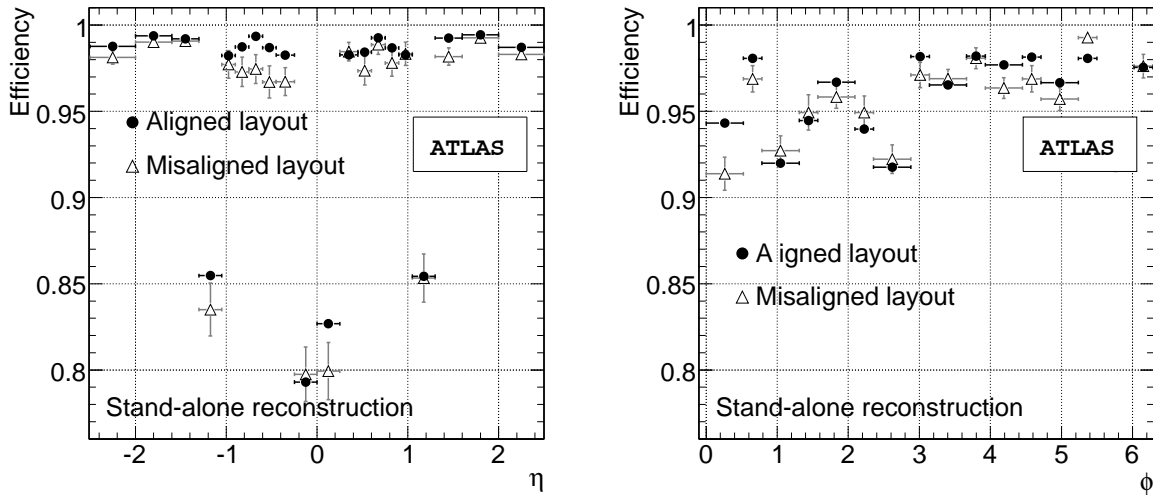 Efficiency
1
0.95
0.9
0.85
0.8
Aligned layout
Misaligned layout
ATLAS
Stand-alone reconstruction
-2 -1 0 1 2
η
Efficiency
1
0.95
0.9
0.85
0.8
ATLAS
A igned layout
Misaligned layout
Stand-alone reconstruction
0 1 2 3 4 5 6
ϕ